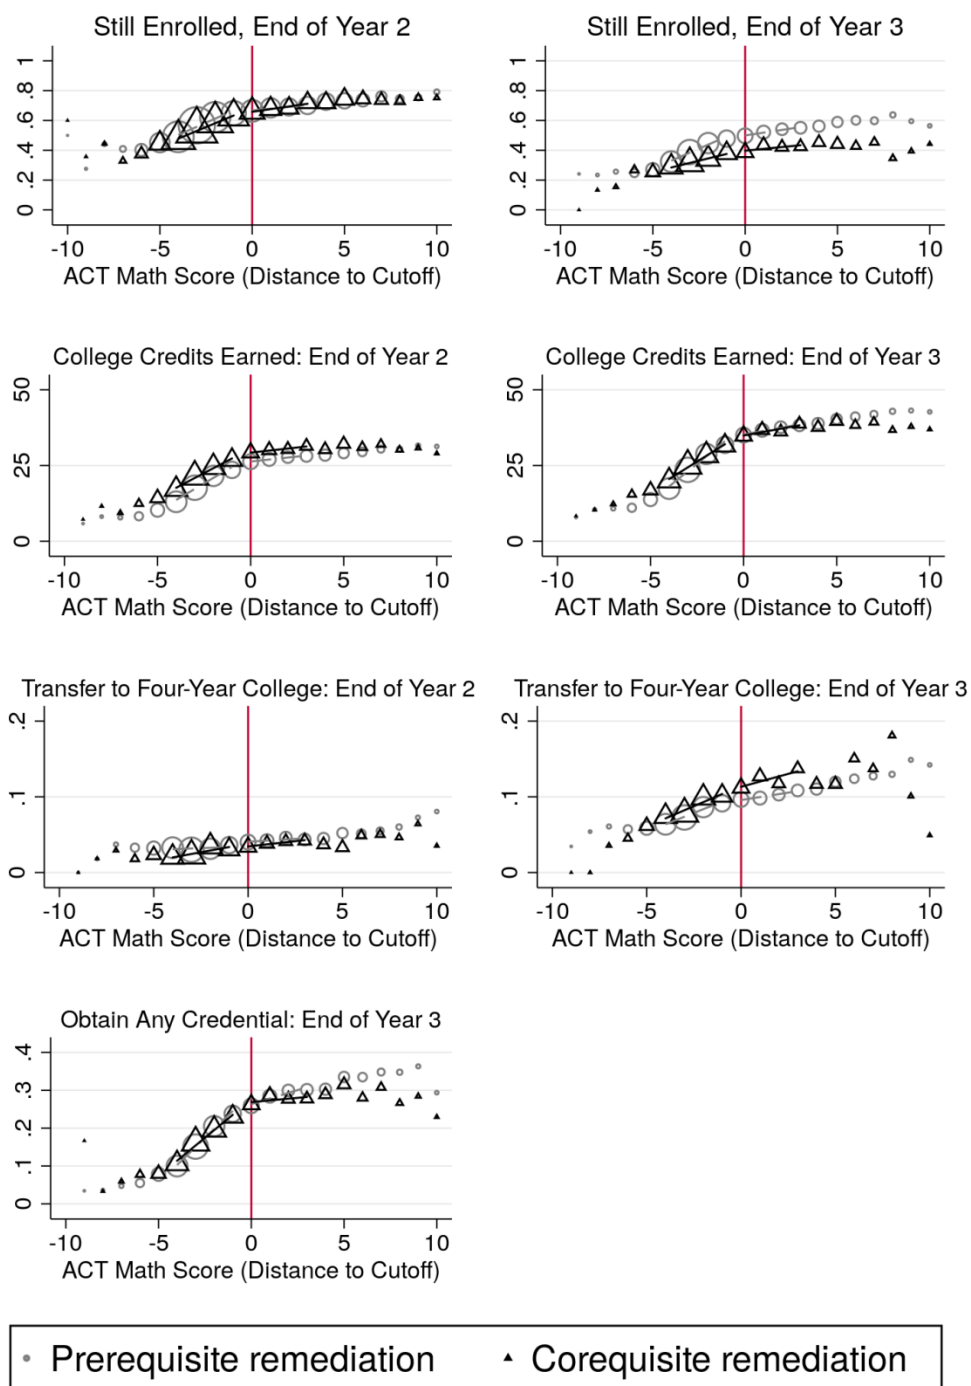 Still Enrolled, End of Year 2
0 .2 .4 .6 .8 1
-10 -5 0 5 10
ACT Math Score (Distance to Cutoff)
Still Enrolled, End of Year 3
0 .2 .4 .6 .8 1
-10 -5 0 5 10
ACT Math Score (Distance to Cutoff)
College Credits Earned: End of Year 2
0 25 50
-10 -5 0 5 10
ACT Math Score (Distance to Cutoff)
College Credits Earned: End of Year 3
0 25 50
-10 -5 0 5 10
ACT Math Score (Distance to Cutoff)
Transfer to Four-Year College: End of Year 2
0 .1 .2
-10 -5 0 5 10
ACT Math Score (Distance to Cutoff)
Transfer to Four-Year College: End of Year 3
0 .1 .2
-10 -5 0 5 10
ACT Math Score (Distance to Cutoff)
Obtain Any Credential: End of Year 3
0 .1 .2 .3 .4
-10 -5 0 5 10
ACT Math Score (Distance to Cutoff)
Prerequisite remediation
Corequisite remediation